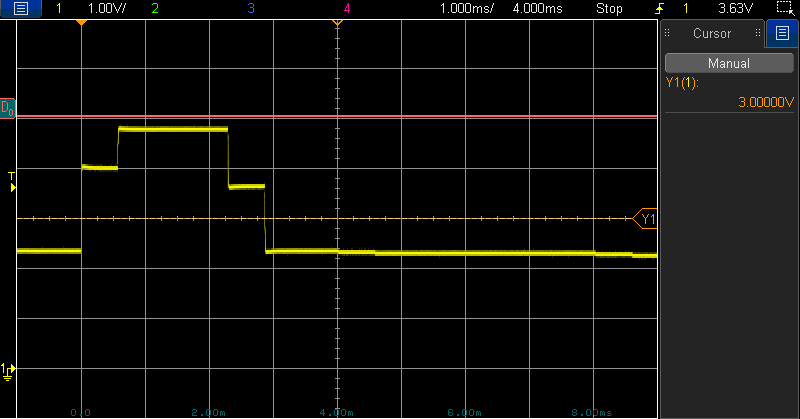 1 1.00V/ 2 3 4 1.000ms/ 4.000ms Stop 1 3.63V
Cursor
Manual
Y1(1):
3.00000V
D0
T
Y1
1
0.0 2.00m 4.00m 6.00m 8.00ms